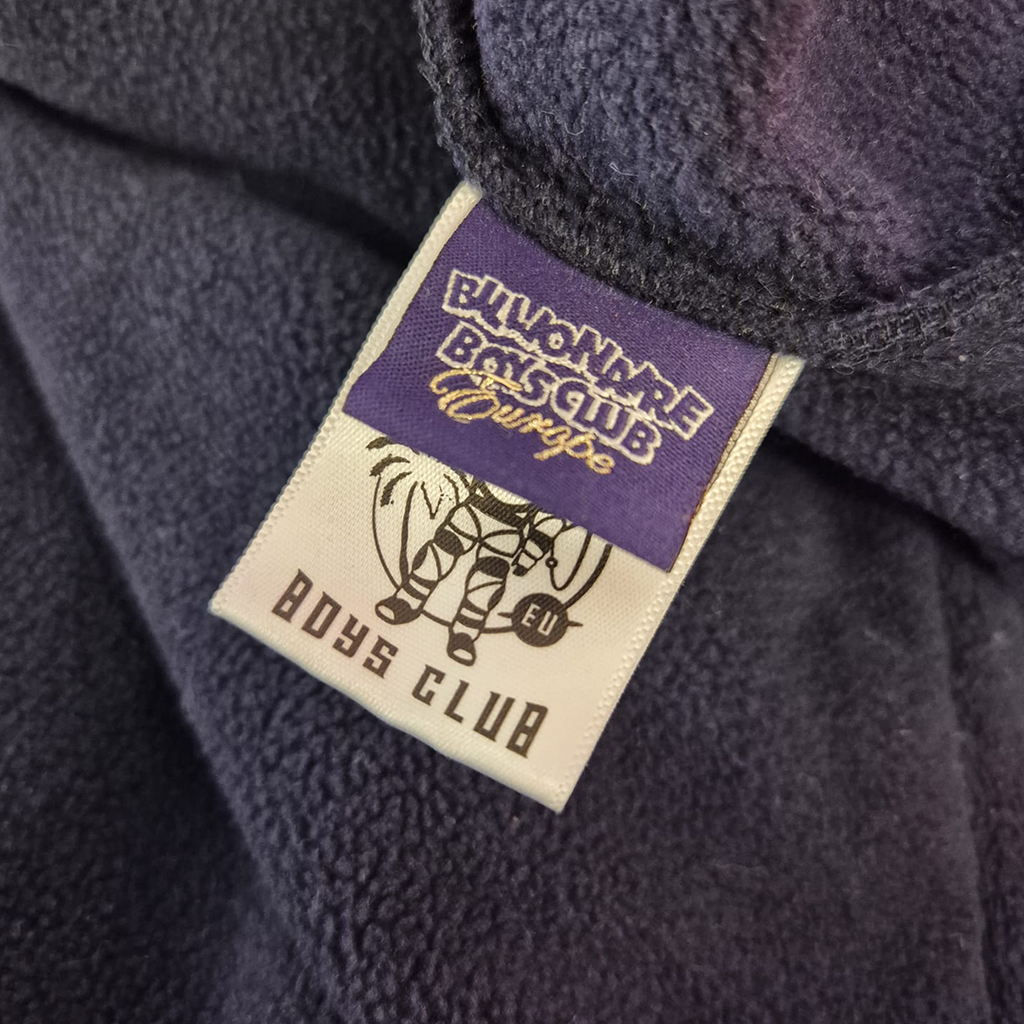 BILLIONAIRE
BOYS CLUB
Europe
EU
BOYS CLUB